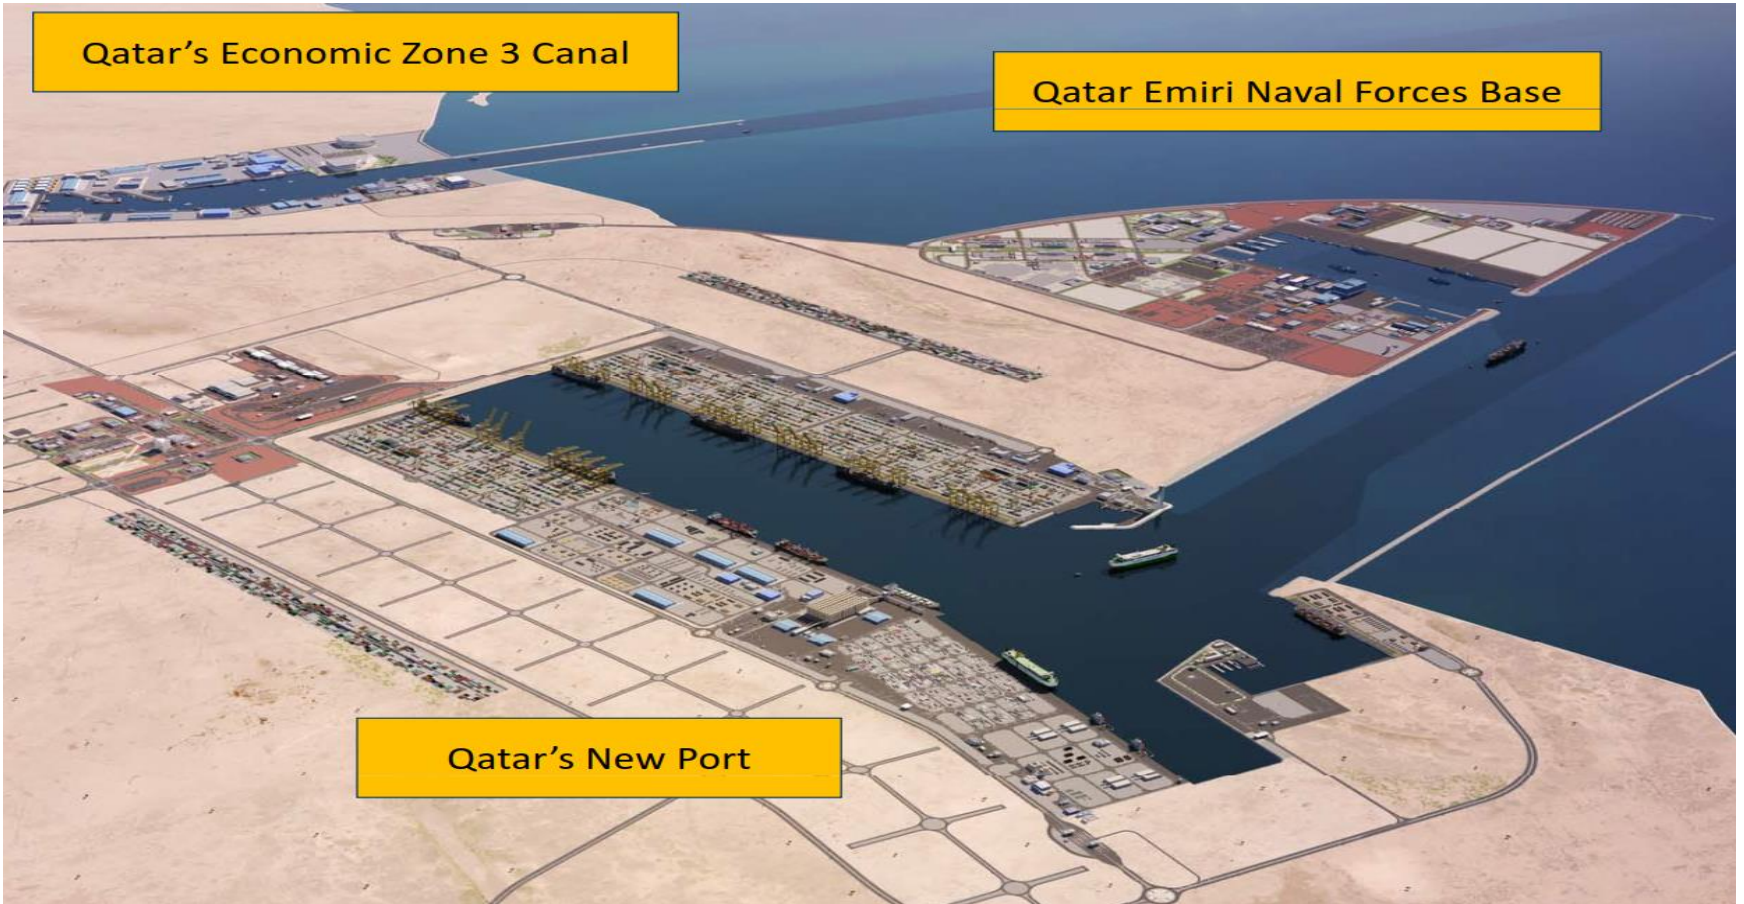 Qatar’s Economic Zone 3 Canal
Qatar Emiri Naval Forces Base
Qatar’s New Port